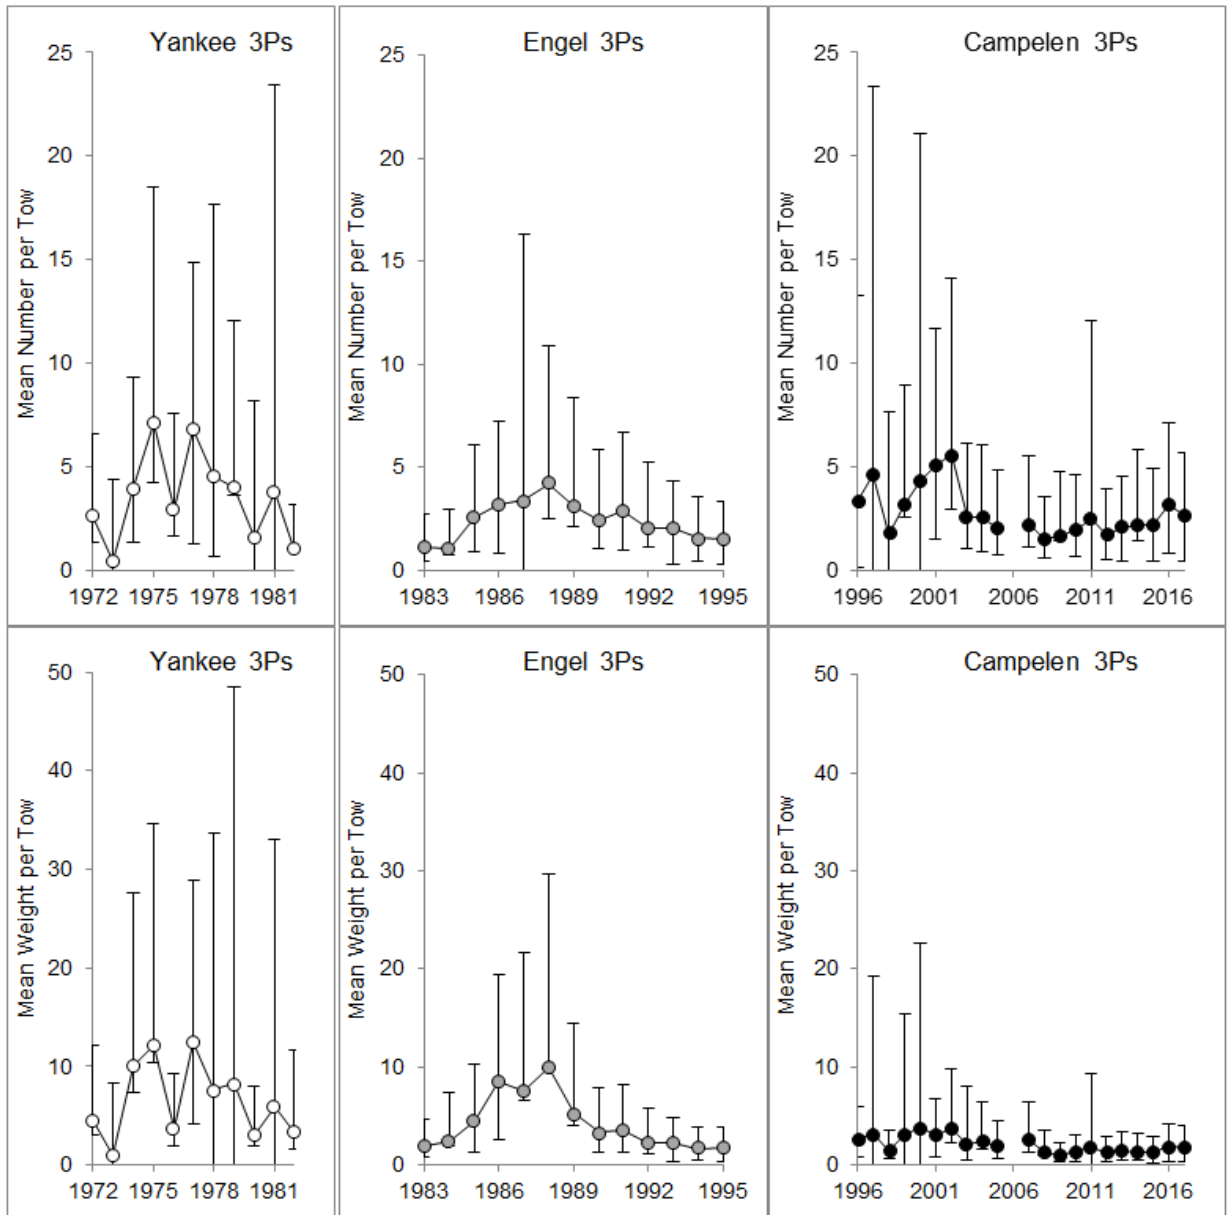 Yankee 3Ps
Mean Number per Tow
25
20
15
10
5
0
1972 1975 1978 1981
Engel 3Ps
Mean Number per Tow
25
20
15
10
5
0
1983 1986 1989 1992 1995
Campelen 3Ps
Mean Number per Tow
25
20
15
10
5
0
1996 2001 2006 2011 2016
Yankee 3Ps
Mean Weight per Tow
50
40
30
20
10
0
1972 1975 1978 1981
Engel 3Ps
Mean Weight per Tow
50
40
30
20
10
0
1983 1986 1989 1992 1995
Campelen 3Ps
Mean Weight per Tow
50
40
30
20
10
0
1996 2001 2006 2011 2016